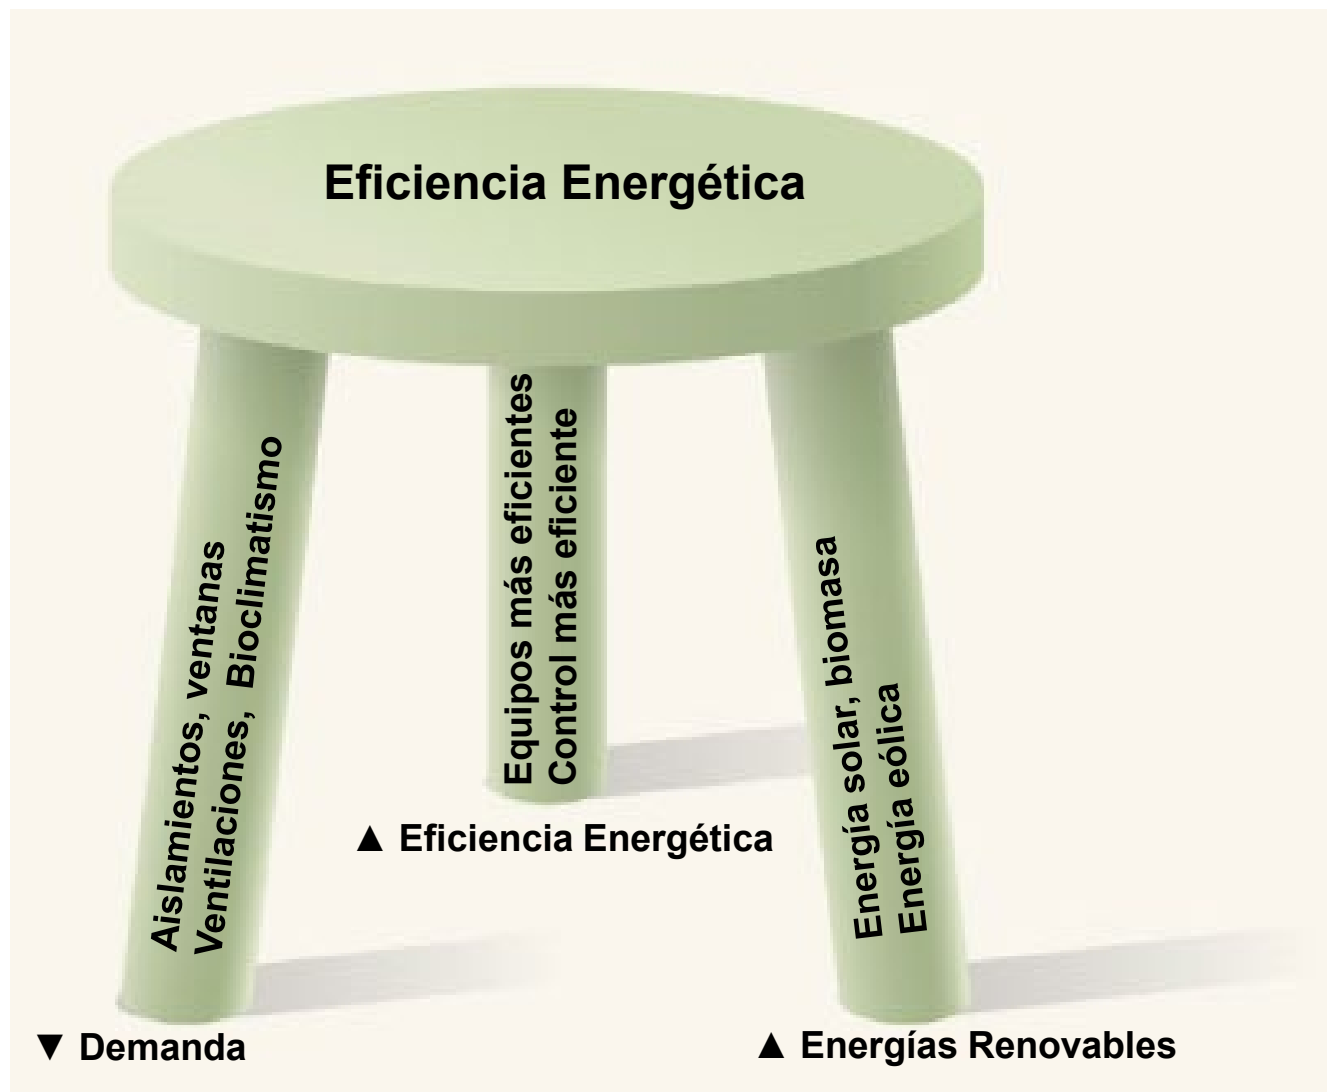 Eficiencia Energética
Aislamientos, ventanas
Ventilaciones, Bioclimatismo
▼ Demanda
Equipos más eficientes
Control más eficiente
▲ Eficiencia Energética
Energía solar, biomasa
Energía eólica
▲ Energías Renovables